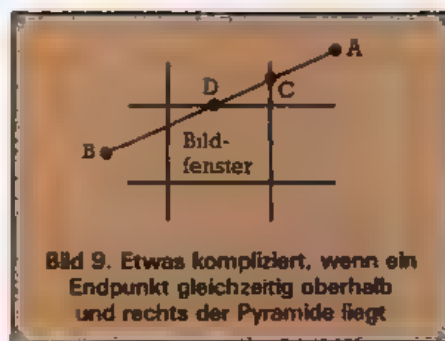 A
D
C
B
Bild-
fenster
Bild 9. Etwas kompliziert, wenn ein
Endpunkt gleichzeitig oberhalb
und rechts der Pyramide liegt